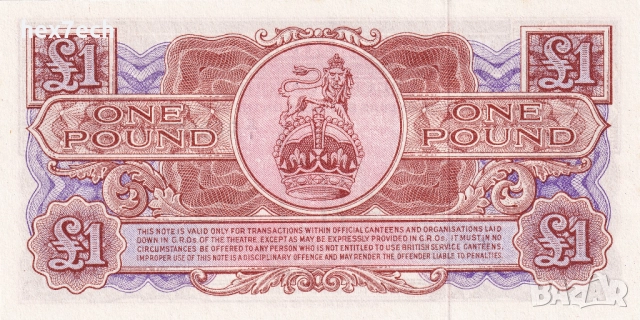 hex7tech
£1 £1
ONE ONE
POUND POUND
£1 £1
THIS NOTE IS VALID ONLY FOR TRANSACTIONS WITHIN OFFICIAL CANTEENS AND ORGANISATIONS LAID
DOWN IN G.R.Os OF THE THEATRE, EXCEPT AS MAY BE EXPRESSLY PROVIDED IN G.R.Os. IT MUST IN NO
CIRCUMSTANCES BE OFFERED TO ANY PERSON WHO IS NOT ENTITLED TO USE BRITISH SERVICE CANTEENS.
IMPROPER USE OF THIS NOTE IS A DISCIPLINARY OFFENCE AND MAY RENDER THE OFFENDER LIABLE TO PENALTIES.
BAZAR.BG